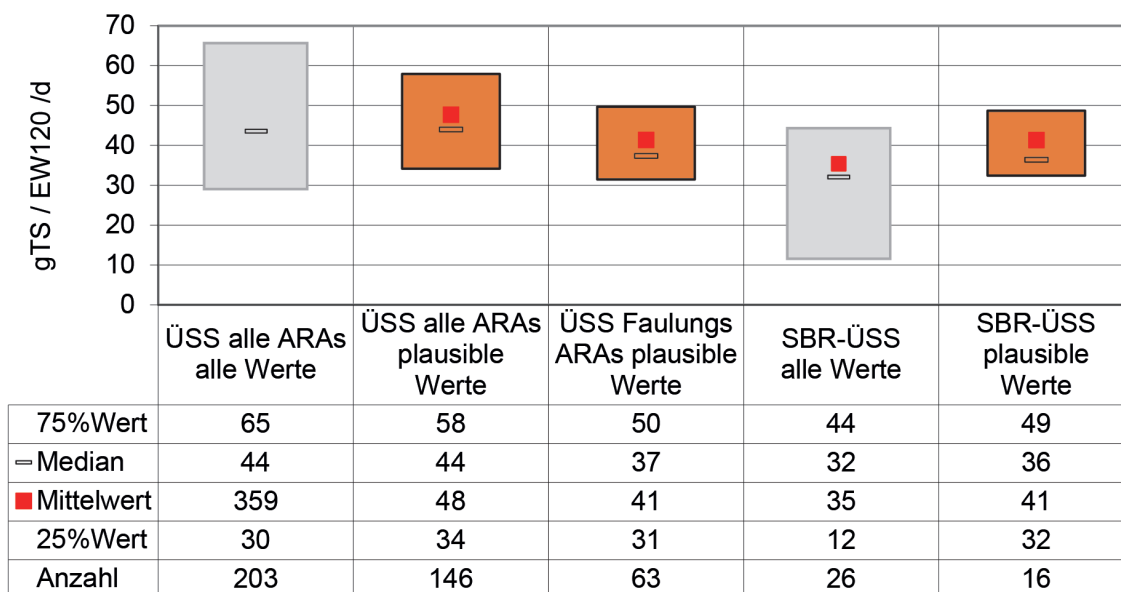 gTS / EW120 /d
70
60
50
40
30
20
10
0
ÜSS alle ARAs
alle Werte
ÜSS alle ARAs
plausible
Werte
ÜSS Faulungs
ARAs plausible
Werte
SBR-ÜSS
alle Werte
SBR-ÜSS
plausible
Werte
75%Wert 65 58 50 44 49
Median 44 44 37 32 36
Mittelwert 359 48 41 35 41
25%Wert 30 34 31 12 32
Anzahl 203 146 63 26 16